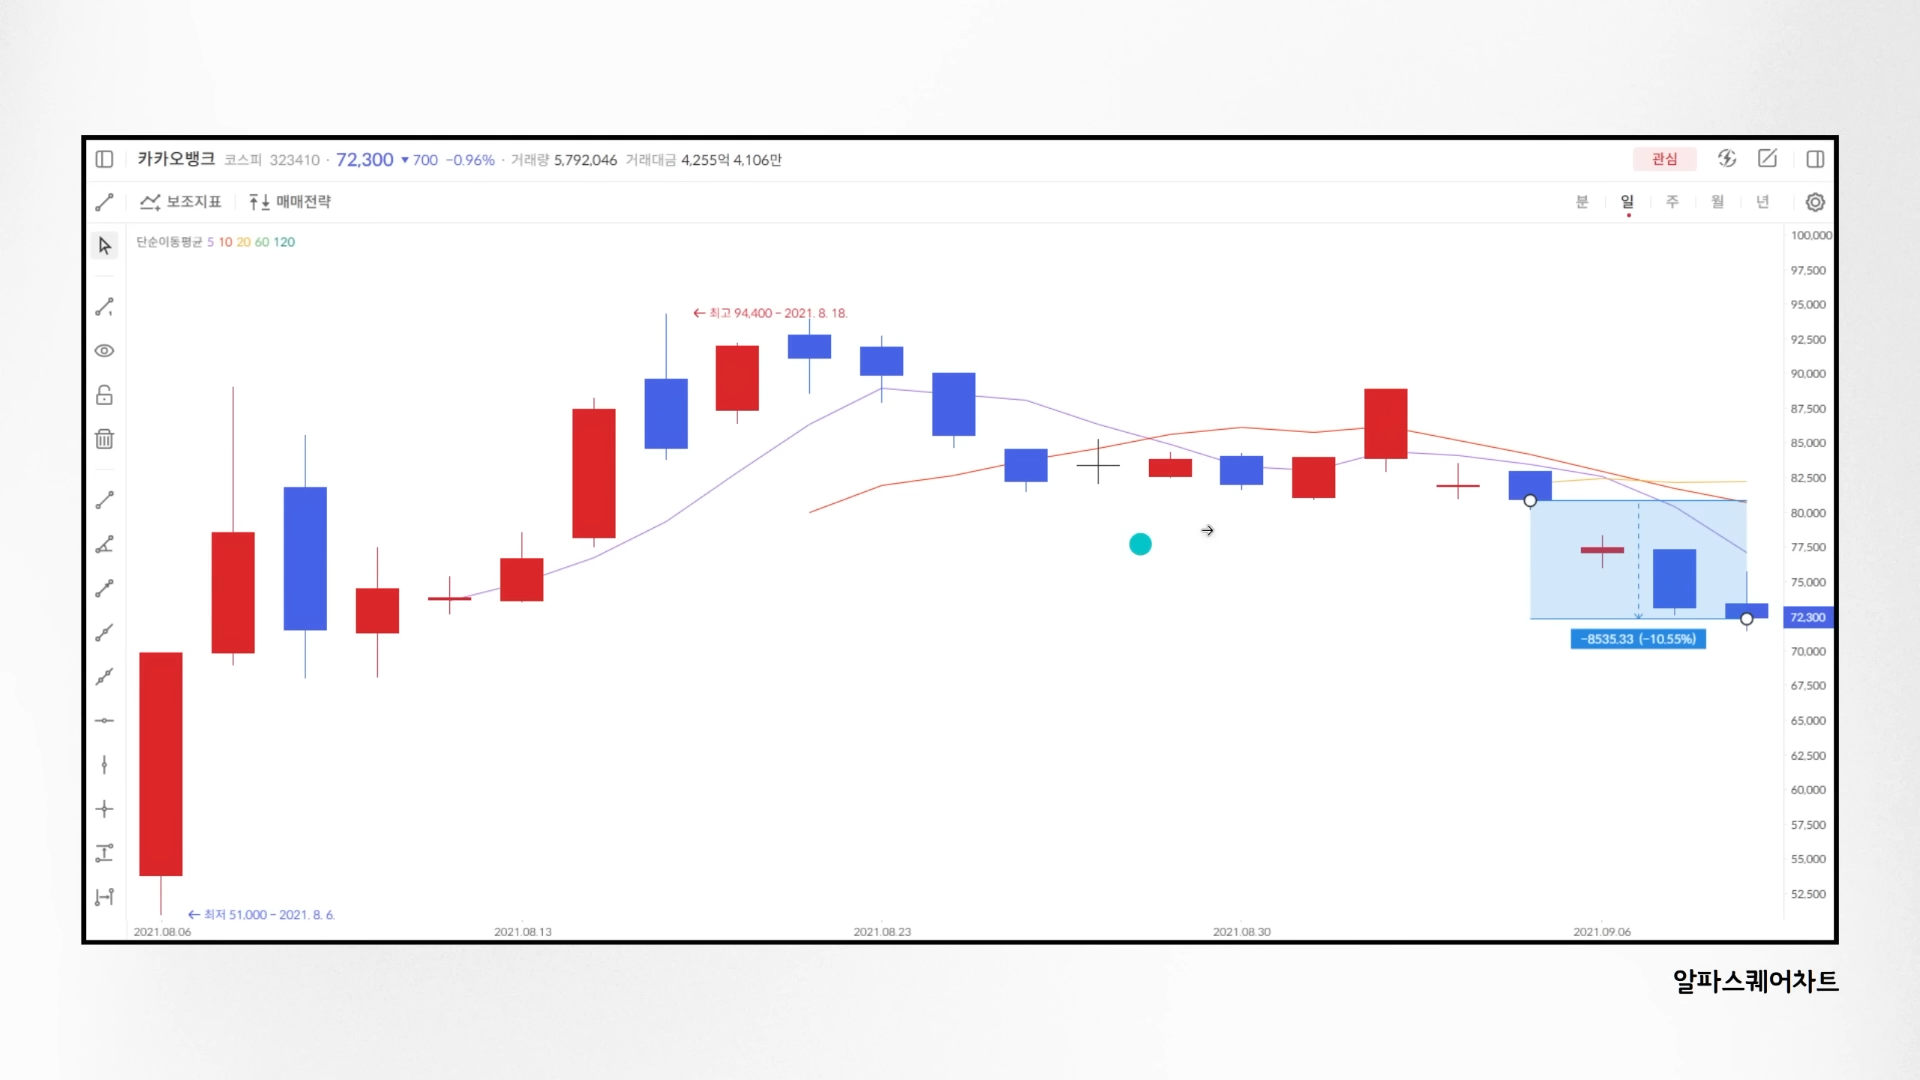 카카오뱅크 코스피 323410 · 72,300 ▼700 -0.96% · 거래량 5,792,046 거래대금 4,255억 4,106만
관심
보조지표 매매전략
분 일 주 월 년
단순이동평균 5 10 20 60 120
100,000
97,500
95,000
← 최고 94,400 - 2021. 8. 18.
92,500
90,000
87,500
85,000
82,500
80,000
77,500
75,000
72,300
-8535.33 (-10.55%)
70,000
67,500
65,000
62,500
60,000
57,500
55,000
52,500
← 최저 51,000 - 2021. 8. 6.
2021.08.06 2021.08.13 2021.08.23 2021.08.30 2021.09.06
알파스퀘어차트